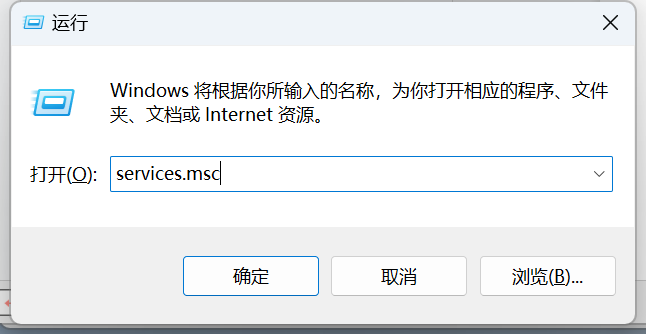 运行
Windows 将根据你所输入的名称，为你打开相应的程序、文件
夹、文档或 Internet 资源。
打开(O): services.msc
确定 取消 浏览(B)...